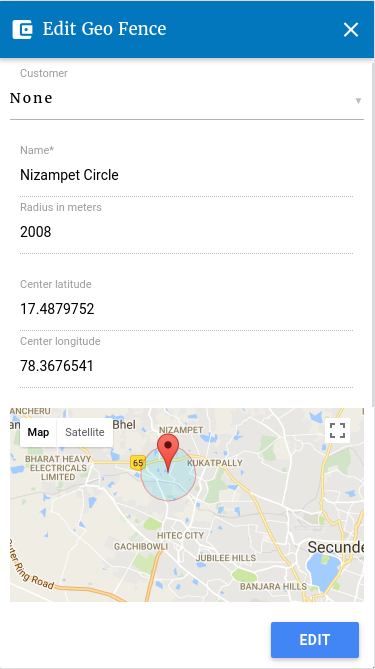 Edit Geo Fence
Customer
None
Name*
Nizampet Circle
Radius in meters
2008
Center latitude
17.4879752
Center longitude
78.3676541
ANCHERU
Map Satellite Bhel
NIZAMPET
65 KUKATPALLY
BHARAT HEAVY
ELECTRICALS
LIMITED
HITEC CITY
GACHIBOWLI
Secunde
JUBILEE HILLS
uter Ring Road
BANJARA HILLS
EDIT